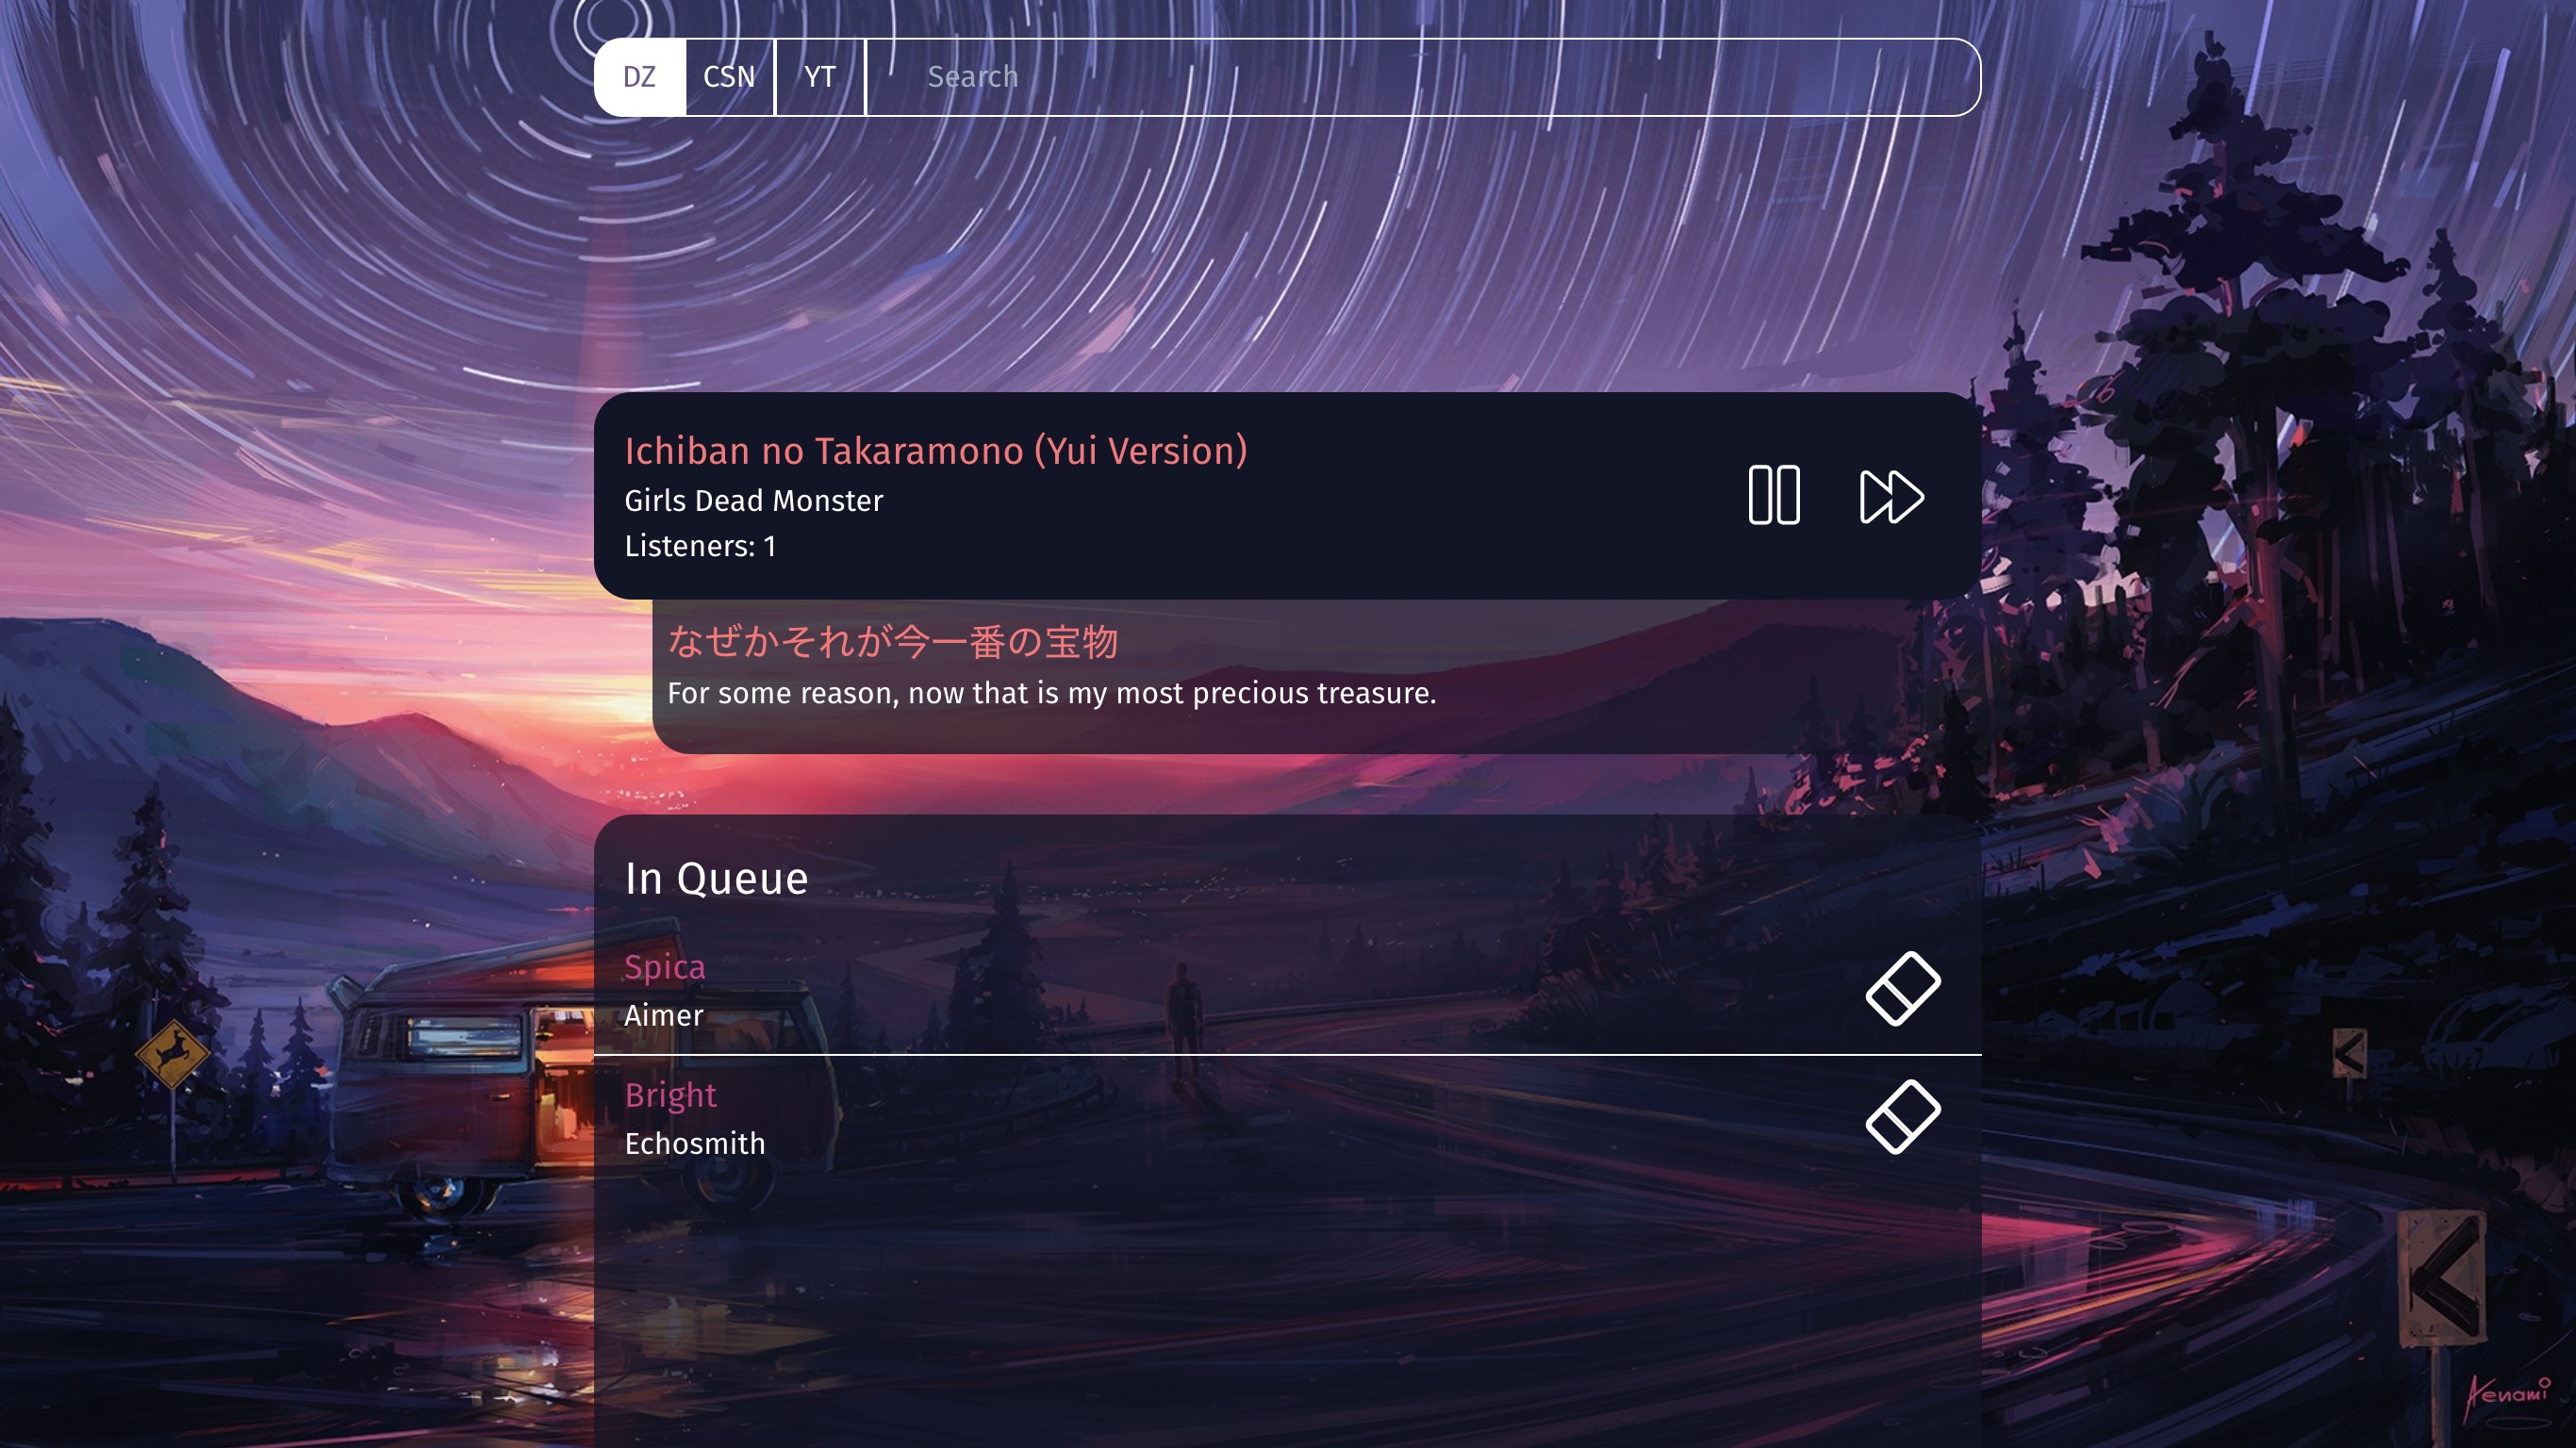 DZ CSN YT Search
Ichiban no Takaramono (Yui Version)
Girls Dead Monster
Listeners: 1
なぜかそれが今一番の宝物
For some reason, now that is my most precious treasure.
In Queue
Spica
Aimer
Bright
Echosmith
Aenami